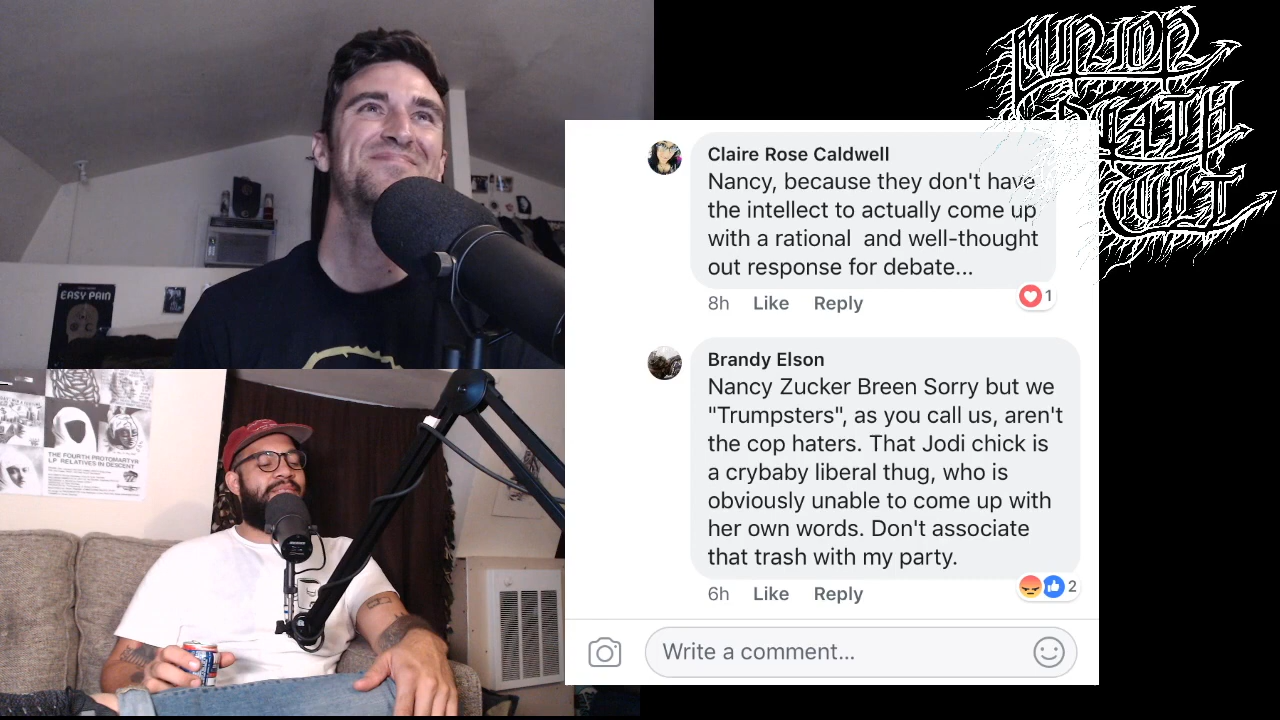 MINION
DEATH
CULT
EASY PAIN
THE FOURTH PROTOMARTYR
LP RELATIVES IN DESCENT
Claire Rose Caldwell
Nancy, because they don't have
the intellect to actually come up
with a rational and well-thought
out response for debate...
8h Like Reply
1
Brandy Elson
Nancy Zucker Breen Sorry but we
"Trumpsters", as you call us, aren't
the cop haters. That Jodi chick is
a crybaby liberal thug, who is
obviously unable to come up with
her own words. Don't associate
that trash with my party.
6h Like Reply
2
Write a comment...